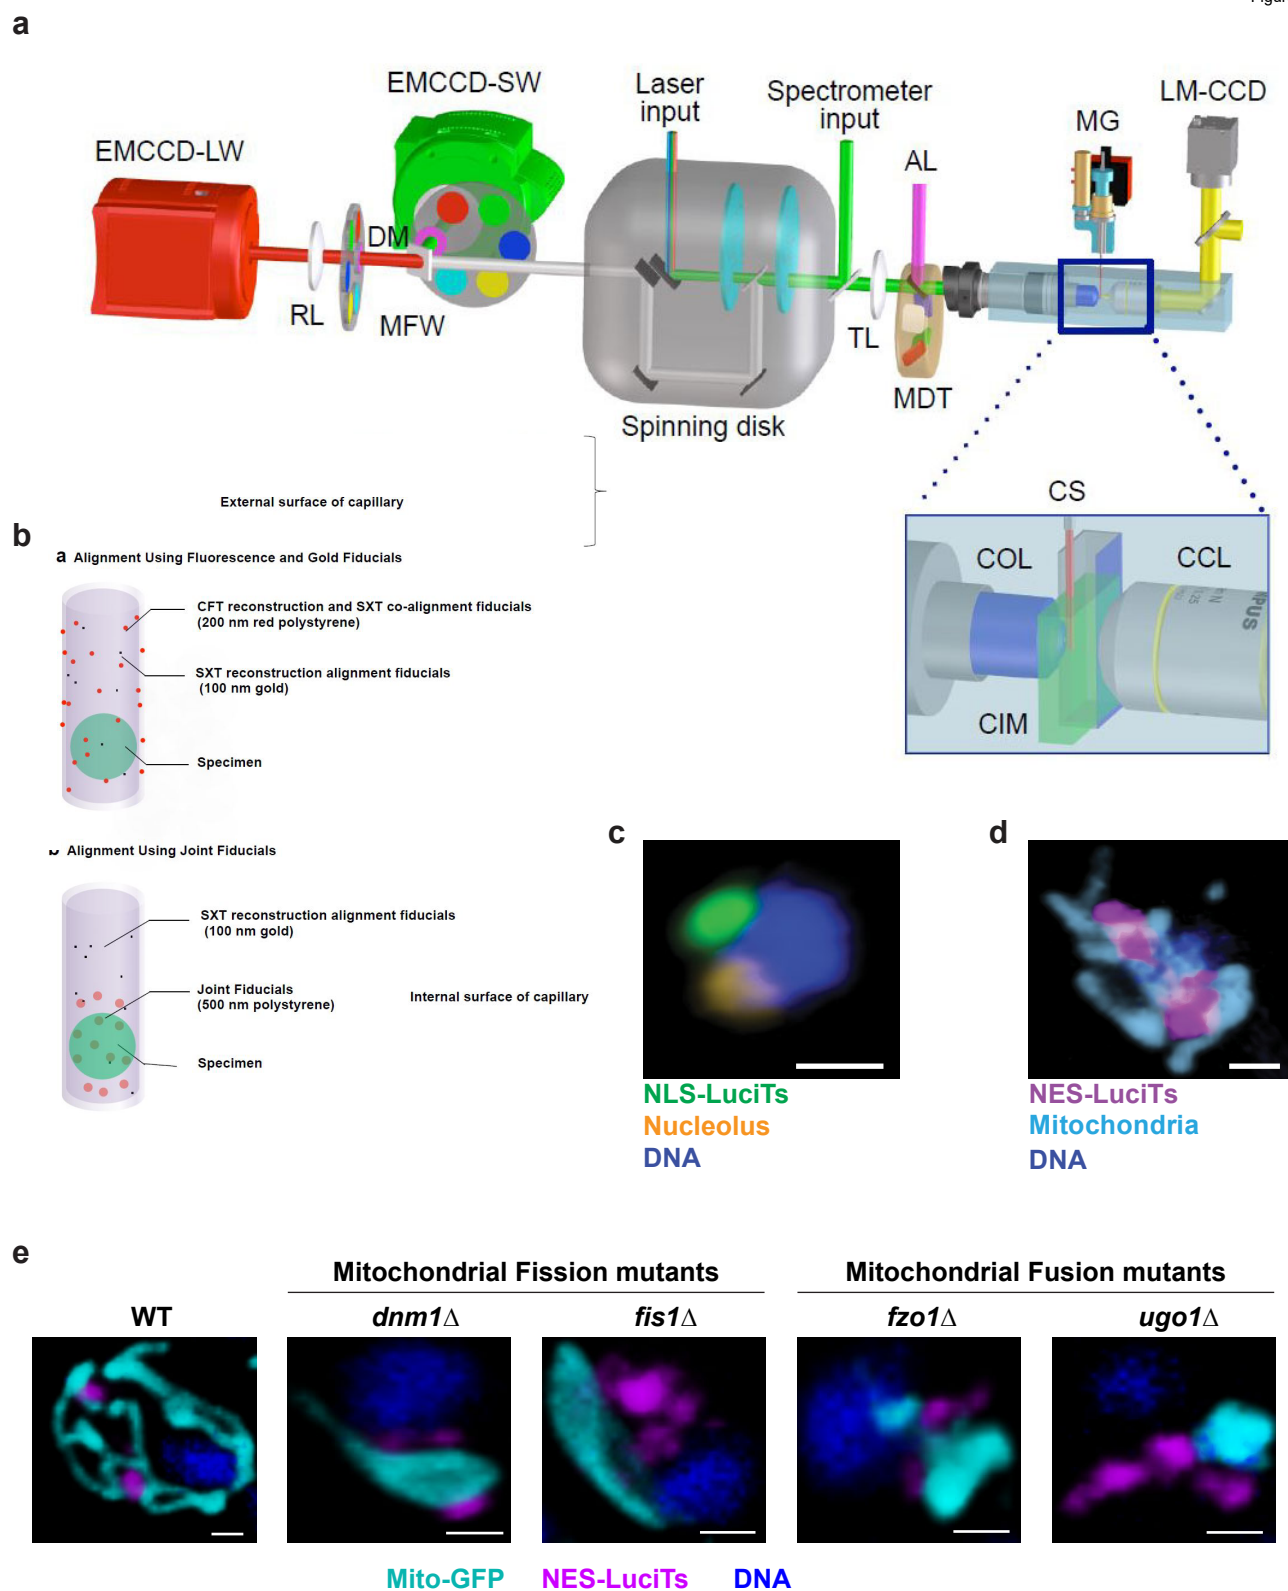 Figur
a
EMCCD-LW
EMCCD-SW
Laser
input
Spectrometer
input
AL
MG
LM-CCD
RL
DM
MFW
Spinning disk
TL
MDT
External surface of capillary
CS
COL
CCL
CIM
b
a Alignment Using Fluorescence and Gold Fiducials
CFT reconstruction and SXT co-alignment fiducials
(200 nm red polystyrene)
SXT reconstruction alignment fiducials
(100 nm gold)
Specimen
Alignment Using Joint Fiducials
SXT reconstruction alignment fiducials
(100 nm gold)
Joint Fiducials
(500 nm polystyrene)
Internal surface of capillary
Specimen
c
NLS-LuciTs
Nucleolus
DNA
d
NES-LuciTs
Mitochondria
DNA
e
Mitochondrial Fission mutants
Mitochondrial Fusion mutants
WT
dnm1Δ
fis1Δ
fzo1Δ
ugo1Δ
Mito-GFP NES-LuciTs DNA